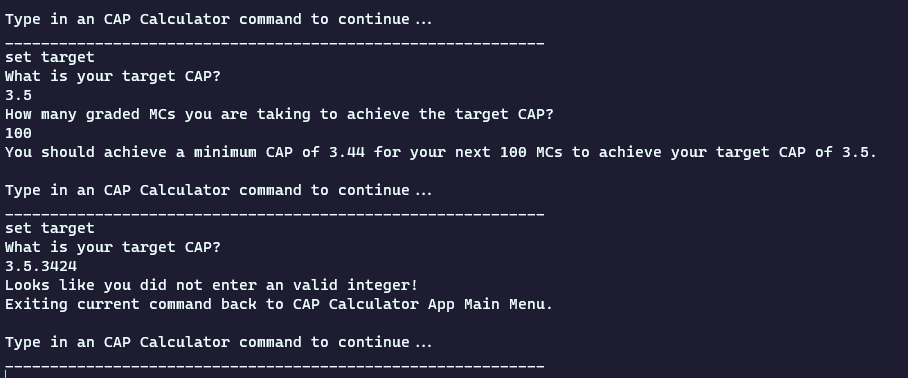 Type in an CAP Calculator command to continue...
____________________________________________________________
set target
What is your target CAP?
3.5
How many graded MCs you are taking to achieve the target CAP?
100
You should achieve a minimum CAP of 3.44 for your next 100 MCs to achieve your target CAP of 3.5.
Type in an CAP Calculator command to continue...
____________________________________________________________
set target
What is your target CAP?
3.5.3424
Looks like you did not enter an valid integer!
Exiting current command back to CAP Calculator App Main Menu.
Type in an CAP Calculator command to continue...
____________________________________________________________